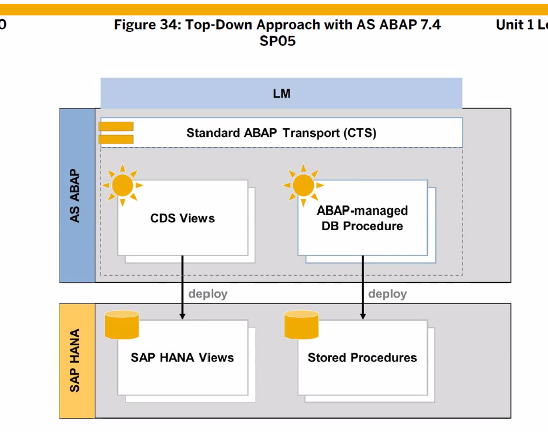 0
Figure 34: Top-Down Approach with AS ABAP 7.4
SP05
Unit 1 Le
LM
Standard ABAP Transport (CTS)
AS ABAP
CDS Views
ABAP-managed
DB Procedure
deploy
deploy
SAP HANA
SAP HANA Views
Stored Procedures